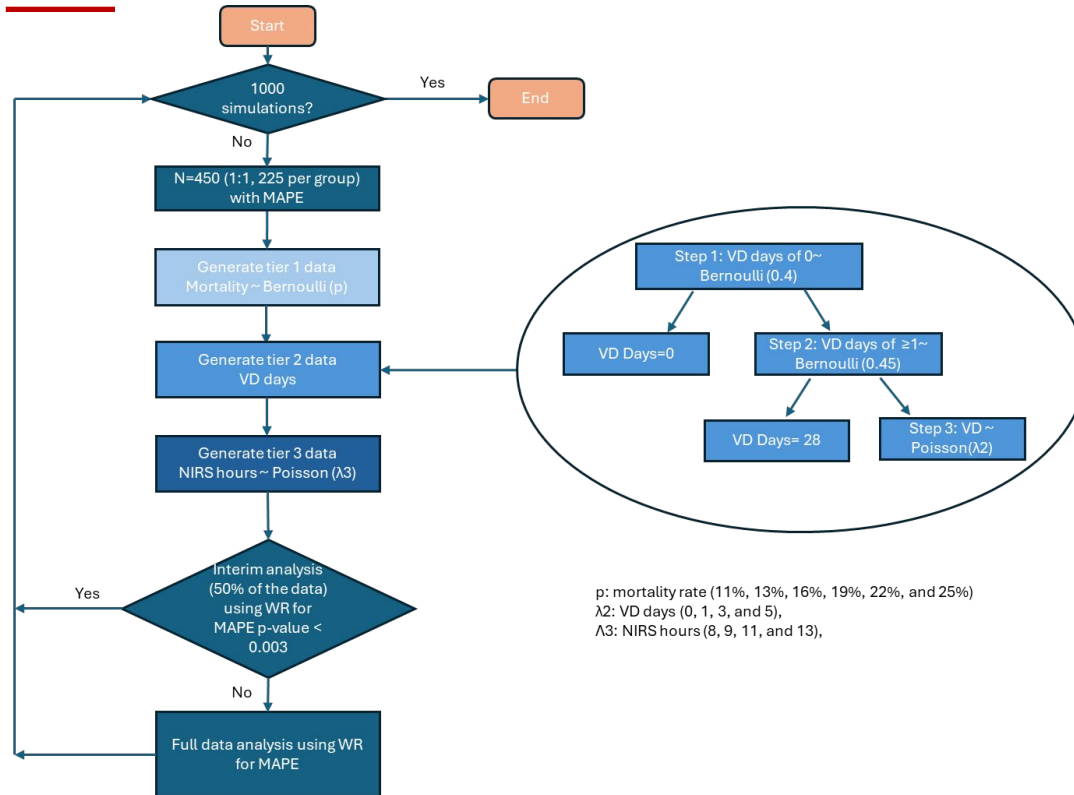 Start
1000
simulations?
Yes
End
No
N=450 (1:1, 225 per group)
with MAPE
Generate tier 1 data
Mortality ~ Bernoulli (p)
Generate tier 2 data
VD days
Generate tier 3 data
NIRS hours ~ Poisson (λ3)
Interim analysis
(50% of the data)
using WR for
MAPE p-value <
0.003
Yes
No
Full data analysis using WR
for MAPE
Step 1: VD days of 0~
Bernoulli (0.4)
VD Days=0
Step 2: VD days of ≥1~
Bernoulli (0.45)
VD Days= 28
Step 3: VD ~
Poisson(λ2)
p: mortality rate (11%, 13%, 16%, 19%, 22%, and 25%)
λ2: VD days (0, 1, 3, and 5),
Λ3: NIRS hours (8, 9, 11, and 13),